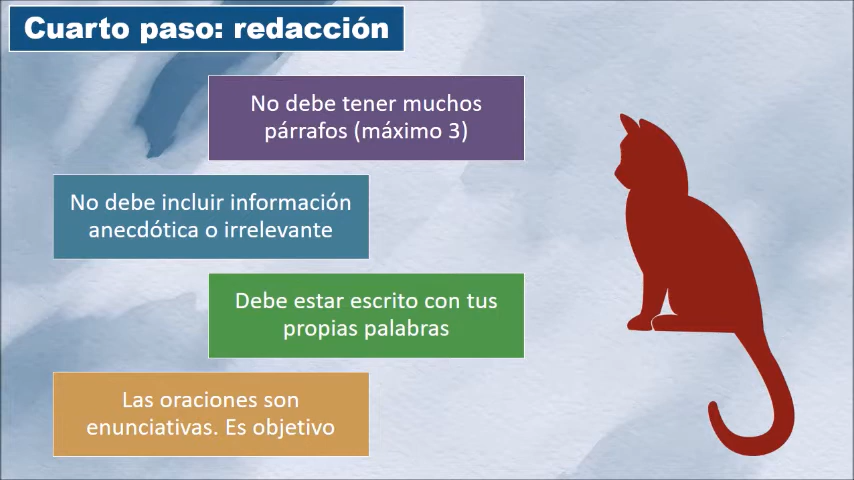 Cuarto paso: redacción
No debe tener muchos
párrafos (máximo 3)
No debe incluir información
anecdótica o irrelevante
Debe estar escrito con tus
propias palabras
Las oraciones son
enunciativas. Es objetivo